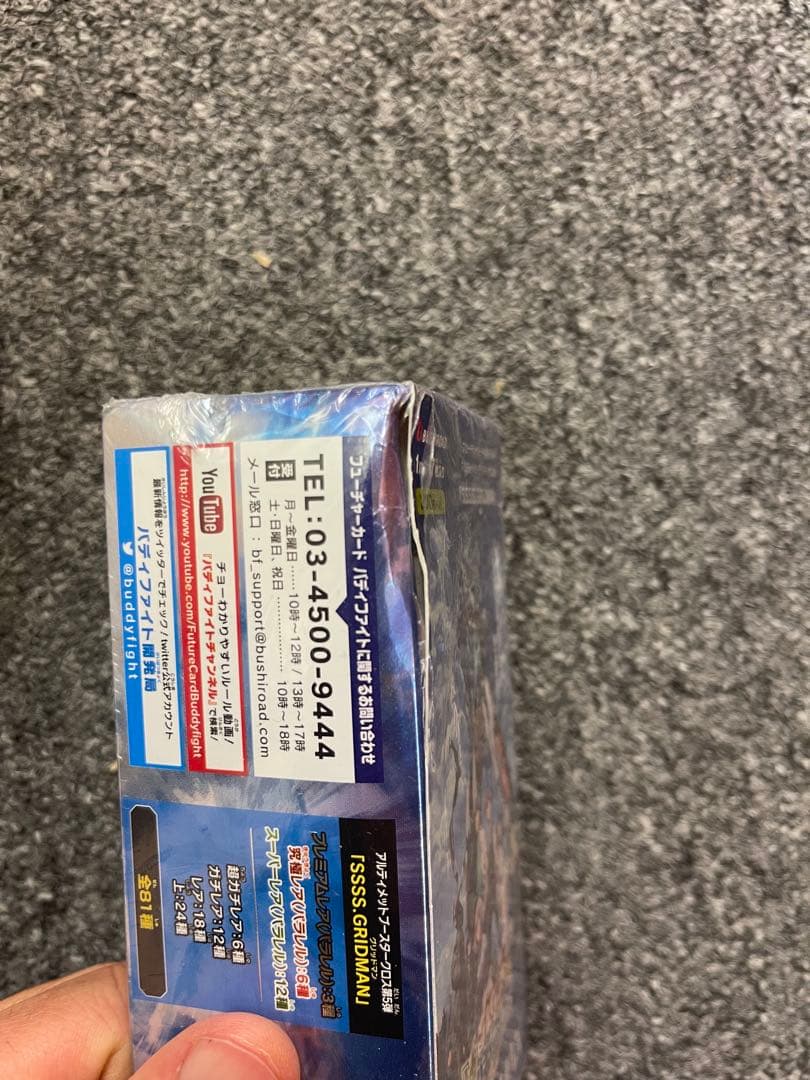 フューチャーカード バディファイトに関するお問い合わせ
TEL:03-4500-9444
受付
月～金曜日……10時～12時/13時～17時
土・日曜日、祝日…………………10時～18時
メール窓口:bf_support@bushiroad.com
YouTube
チョーわかりやすいルール動画/
『バディファイトチャンネル』で検索/
http://www.youtube.com/FutureCardBuddyfight
最新情報をツイッターでチェック/twitter公式アカウント
バディファイト開発局
@buddyfight
アルティメットブースタークロス第5弾
「SSSS.GRIDMAN」
プレミアムレア(パラレル):3種
究極レア(パラレル):6種
スーパーレア(パラレル):12種
超ガチレア:6種
ガチレア:12種
レア:18種
上:24種
全81種